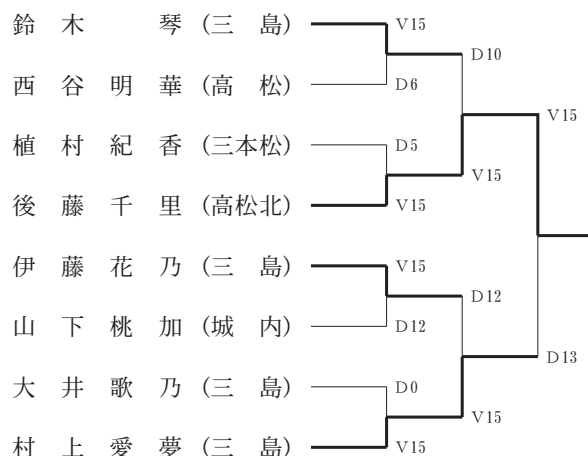 鈴木 琴(三島) V15
D10
西谷明華(高松) D6
V15
植村紀香(三本松) D5
V15
後藤千里(高松北) V15
伊藤花乃(三島) V15
D12
山下桃加(城内) D12
D13
大井歌乃(三島) D0
V15
村上愛夢(三島) V15